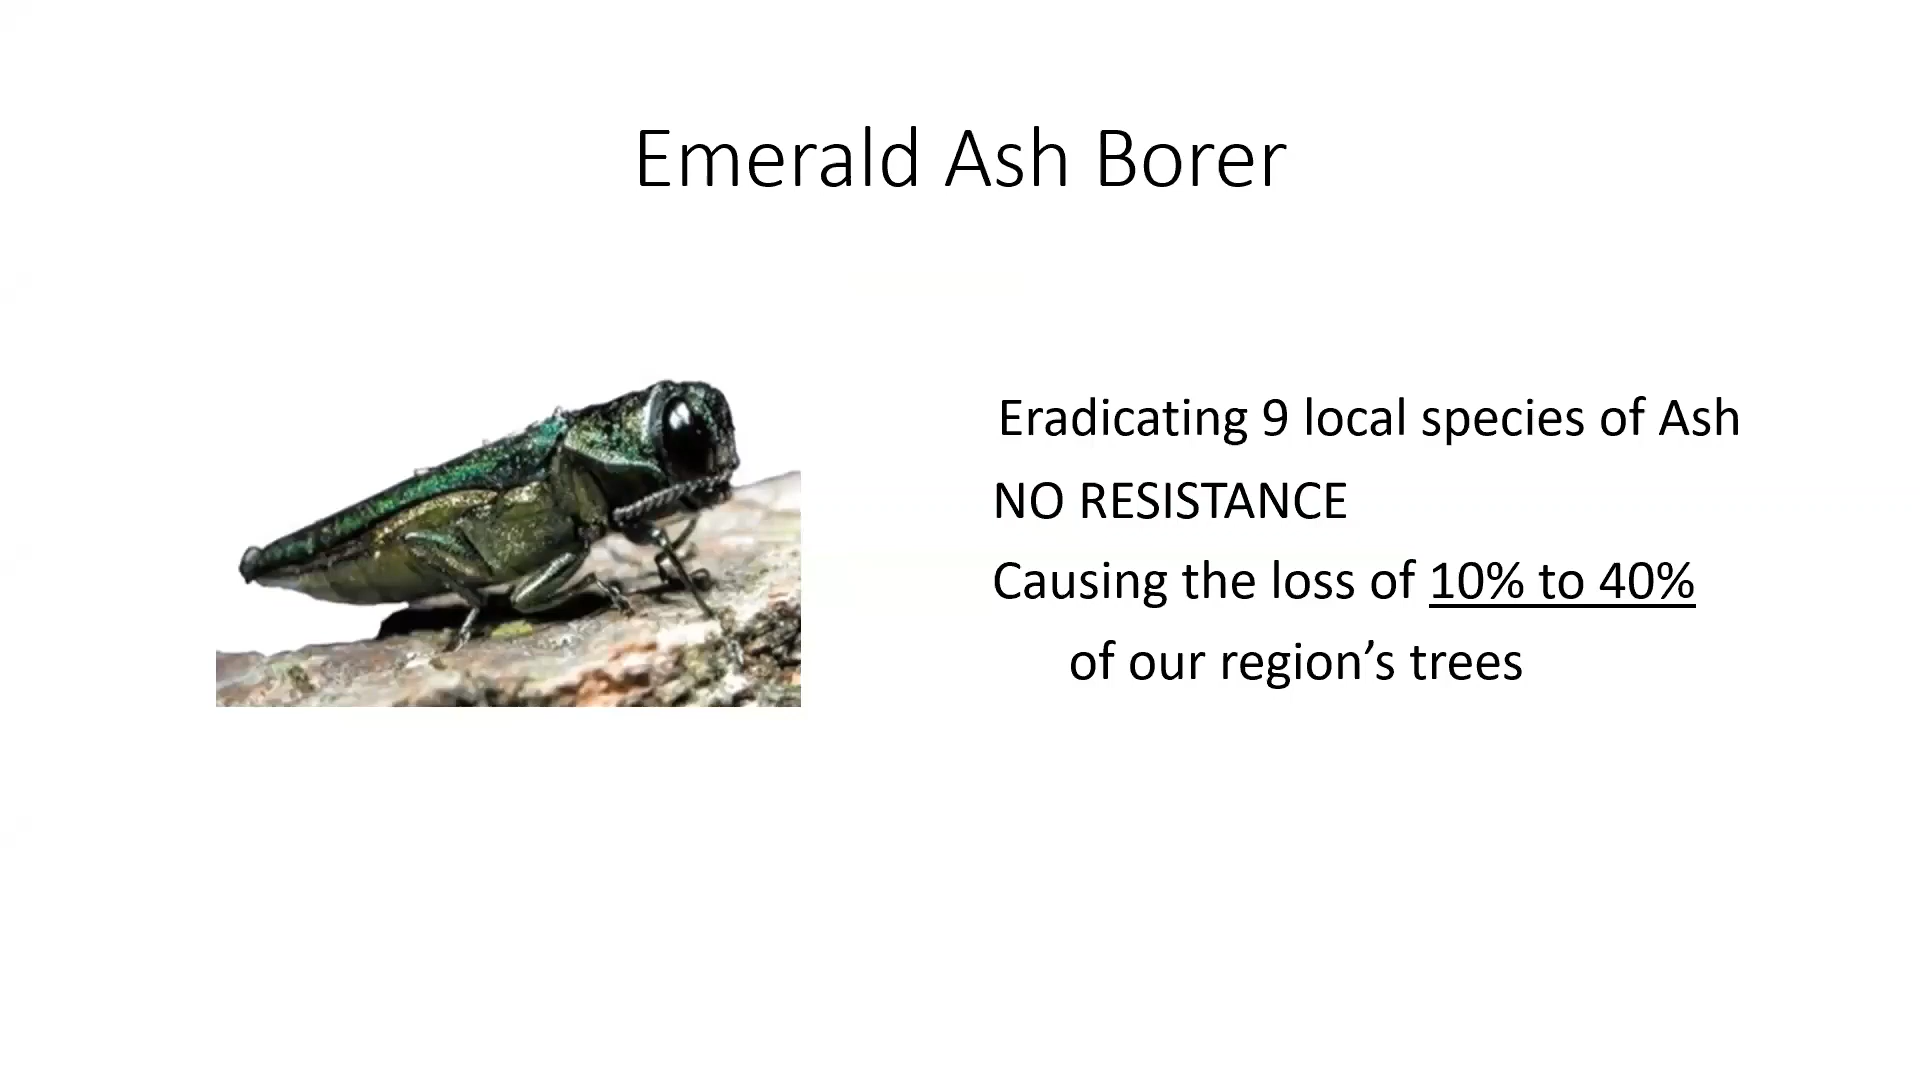 Emerald Ash Borer
Eradicating 9 local species of Ash
NO RESISTANCE
Causing the loss of 10% to 40%
of our region’s trees